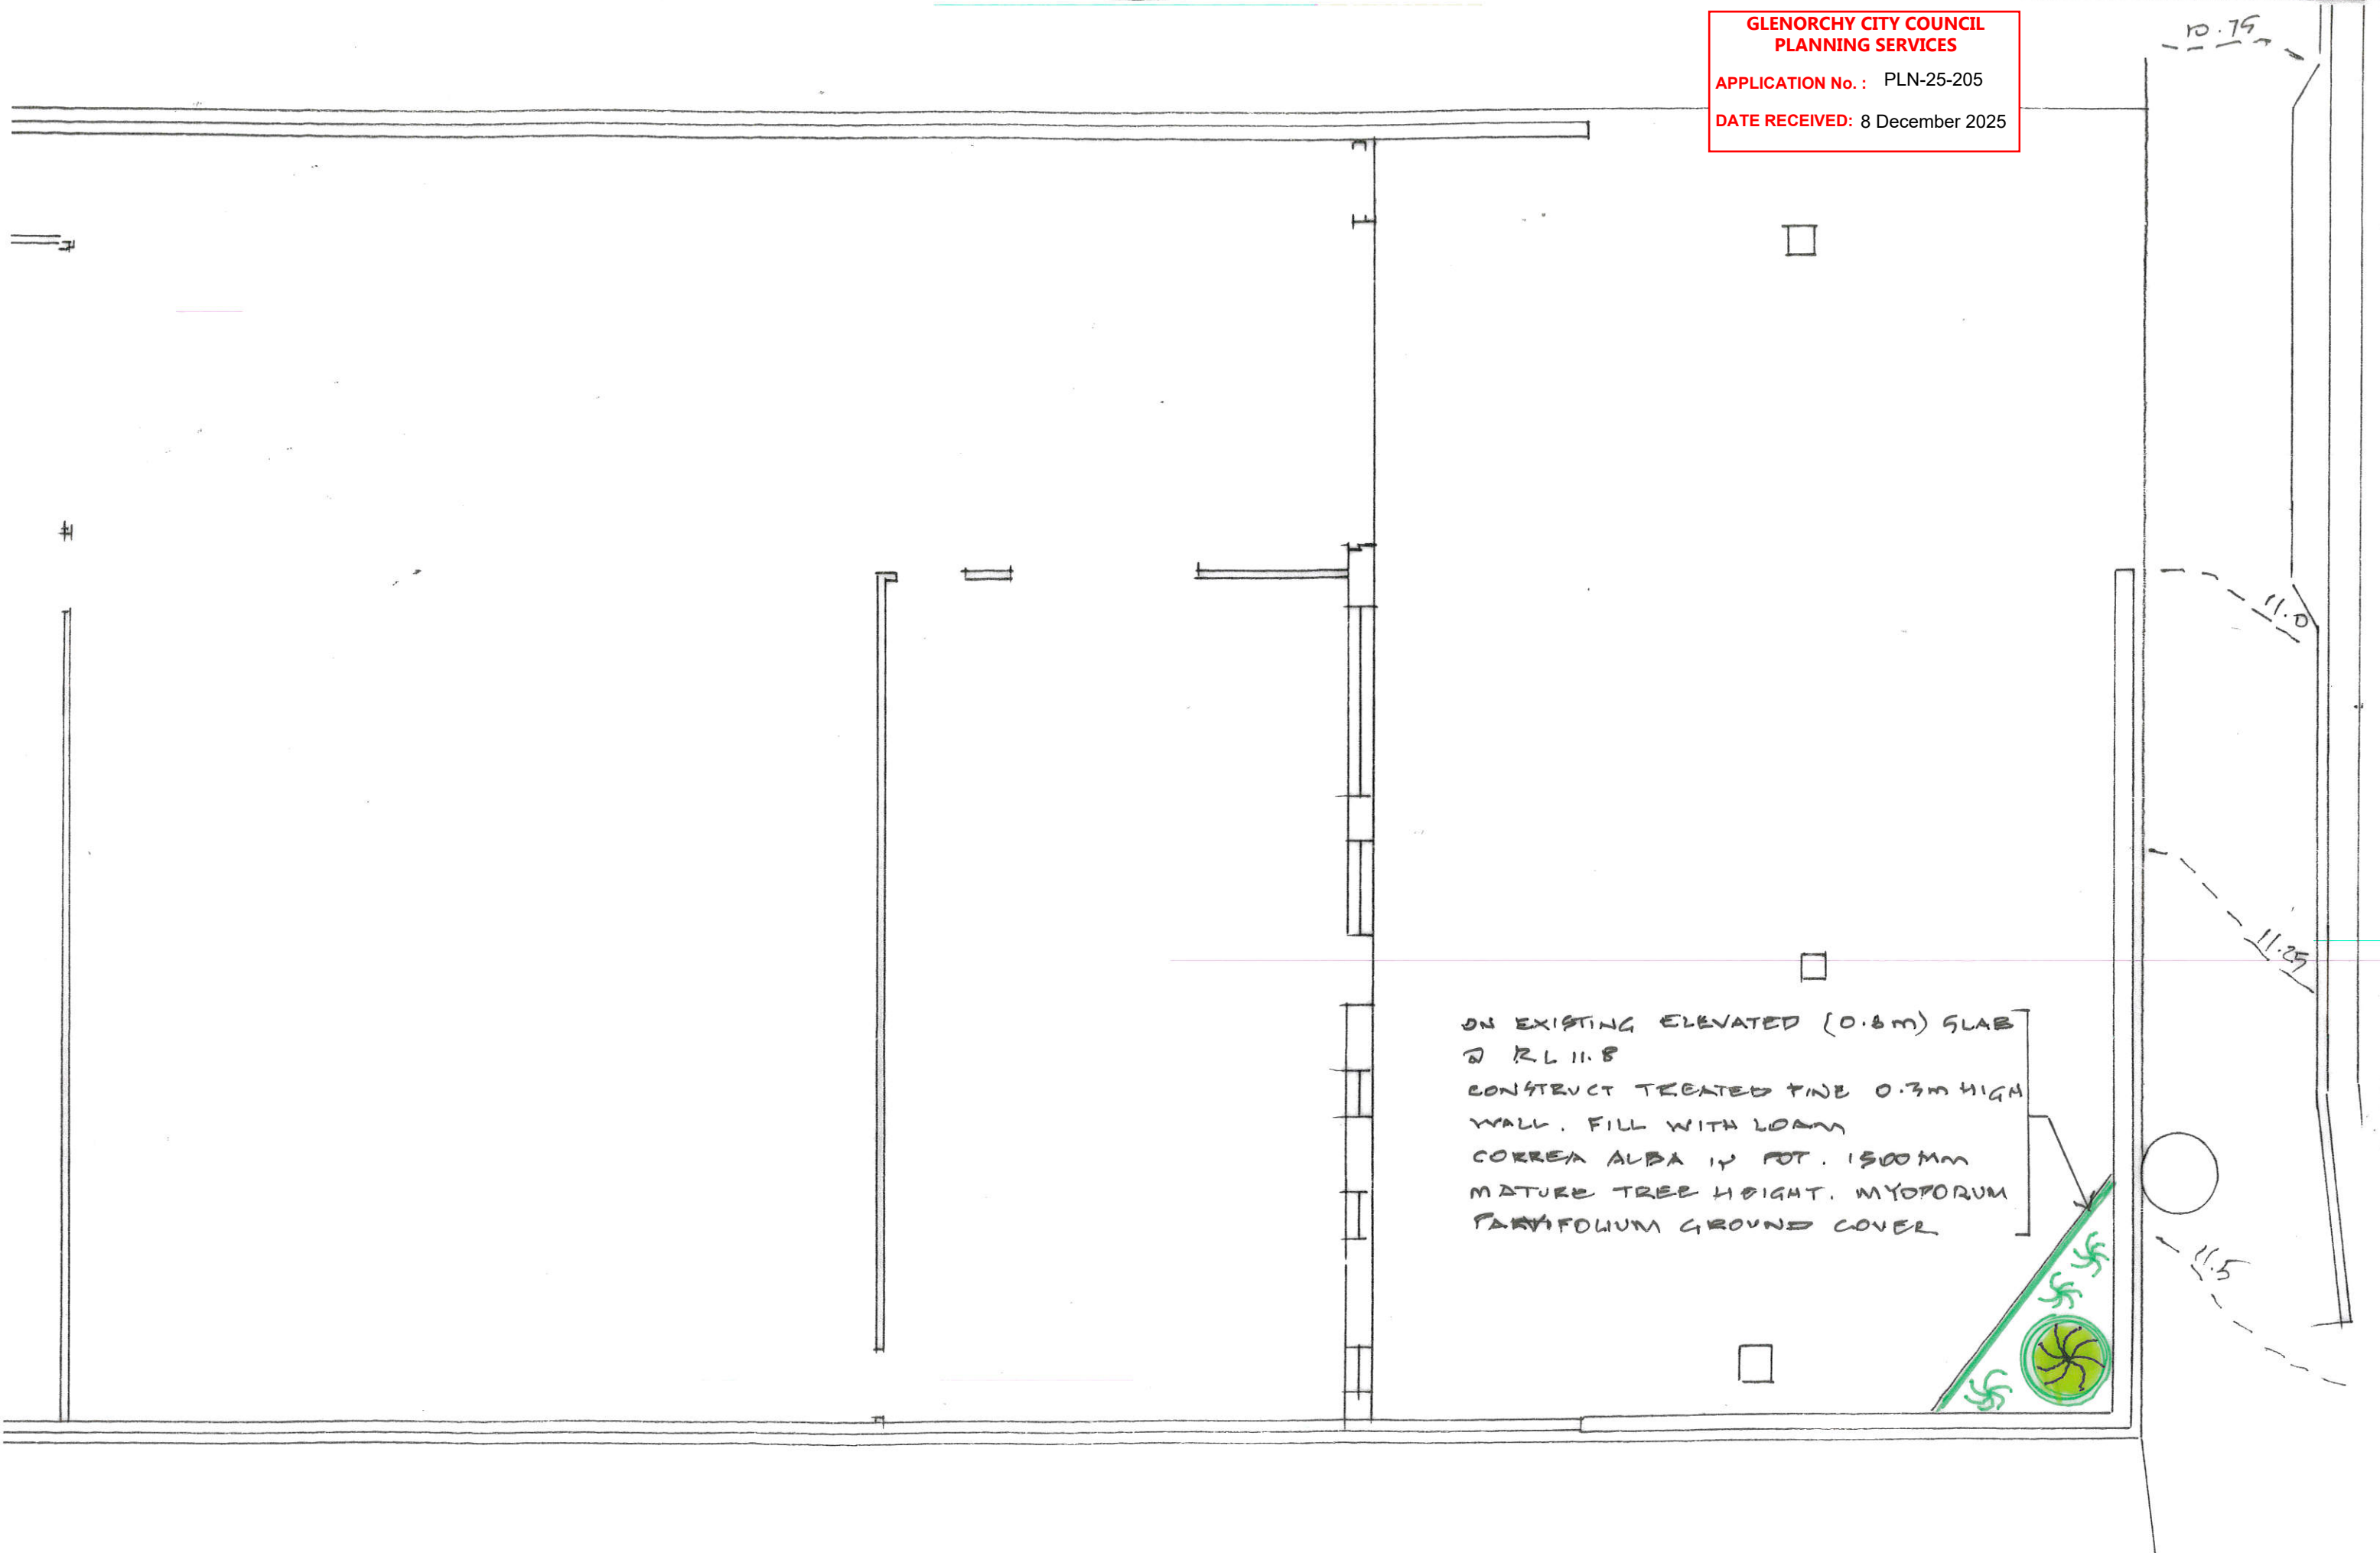 GLENORCHY CITY COUNCIL
PLANNING SERVICES
APPLICATION No. : PLN-25-205
DATE RECEIVED: 8 December 2025
10.75
11.0
11.25
ON EXISTING ELEVATED (0.8m) SLAB
@ RL 11.8
CONSTRUCT TREATED PINE 0.3m HIGH
WALL. FILL WITH LOAM
CORREA ALBA IN POT. 1500MM
MATURE TREE HEIGHT. MYOPORUM
PARVIFOLIUM GROUND COVER
11.5